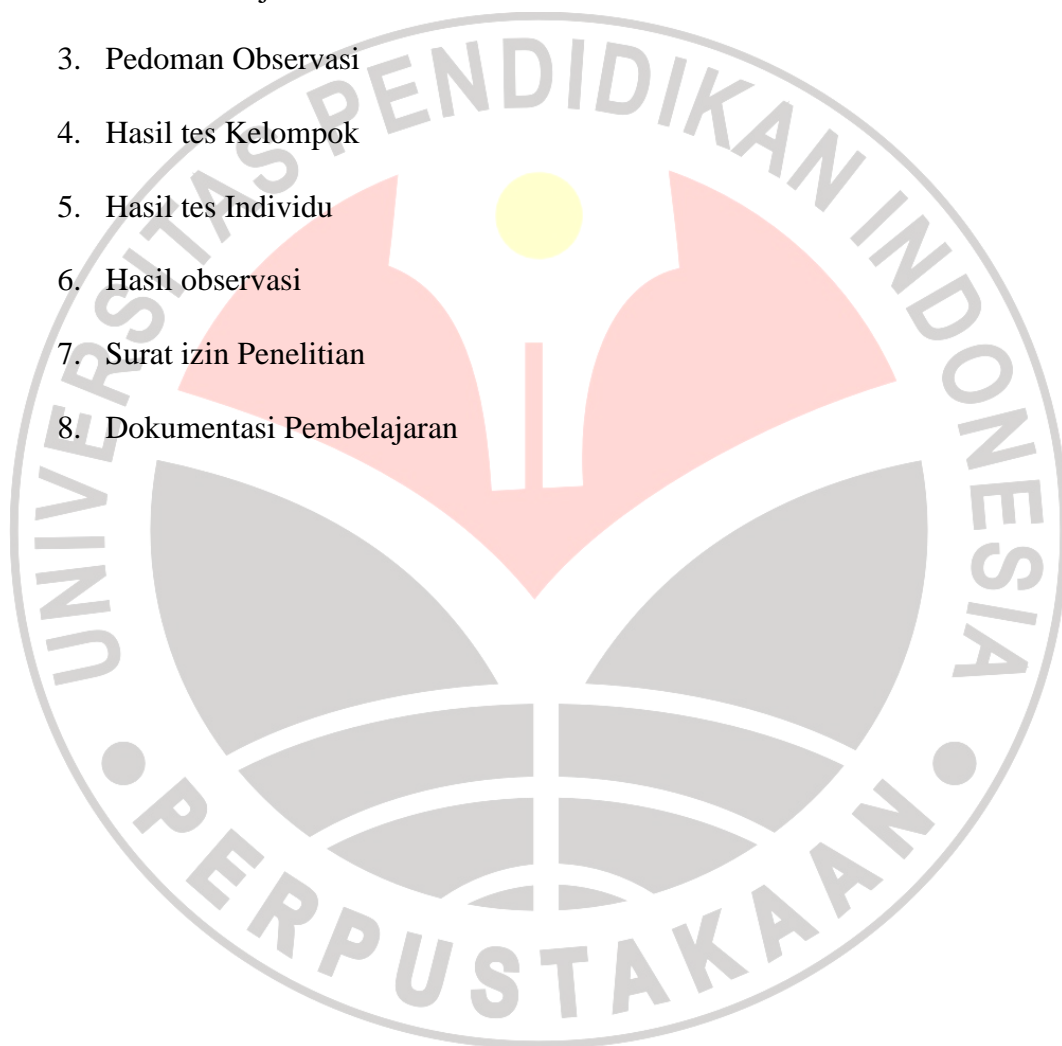 3. Pedoman Observasi
4. Hasil tes Kelompok
5. Hasil tes Individu
6. Hasil observasi
7. Surat izin Penelitian
8. Dokumentasi Pembelajaran
UNIVERSITAS PENDIDIKAN INDONESIA
PERPUSTAKAAN